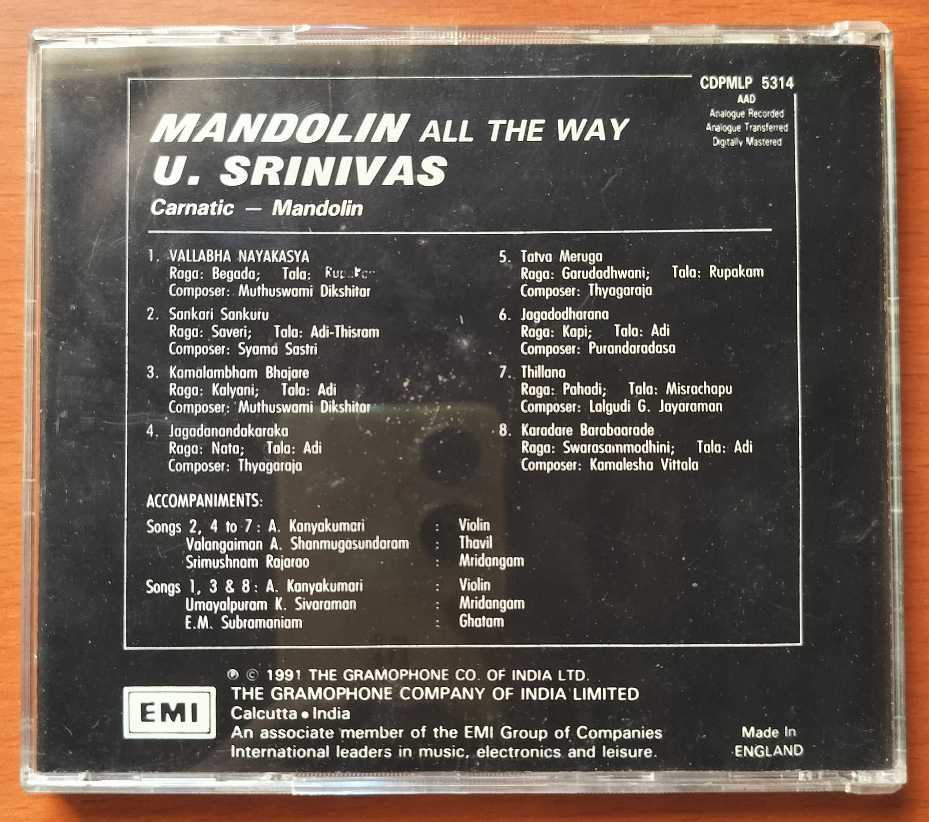 CDPMLP 5314
AAD
Analogue Recorded
Analogue Transferred
Digitally Mastered
MANDOLIN ALL THE WAY
U. SRINIVAS
Carnatic — Mandolin
1. VALLABHA NAYAKASYA
Raga: Begada; Tala:
Composer: Muthuswami Dikshitar
2. Sankari Sankuru
Raga: Saveri; Tala: Adi-Thisram
Composer: Syama Sastri
3. Kamalambham Bhajare
Raga: Kalyani; Tala: Adi
Composer: Muthuswami Dikshitar
4. Jagadanandakaraka
Raga: Nata; Tala: Adi
Composer: Thyagaraja
5. Tatva Meruga
Raga: Garudadhwani; Tala: Rupakam
Composer: Thyagaraja
6. Jagadodharana
Raga: Kapi; Tala: Adi
Composer: Purandaradasa
7. Thillana
Raga: Pahadi; Tala: Misrachapu
Composer: Lalgudi G. Jayaraman
8. Karadare Barabaarade
Raga: Swarasammodhini; Tala: Adi
Composer: Kamalesha Vittala
ACCOMPANIMENTS:
Songs 2, 4 to 7 : A. Kanyakumari : Violin
Valangaiman A. Shanmugasundaram : Thavil
Srimushnam Rajarao : Mridangam
Songs 1, 3 & 8 : A. Kanyakumari : Violin
Umayalpuram K. Sivaraman : Mridangam
E.M. Subramaniam : Ghatam
℗ © 1991 THE GRAMOPHONE CO. OF INDIA LTD.
THE GRAMOPHONE COMPANY OF INDIA LIMITED
Calcutta • India
An associate member of the EMI Group of Companies
International leaders in music, electronics and leisure.
EMI
Made In
ENGLAND